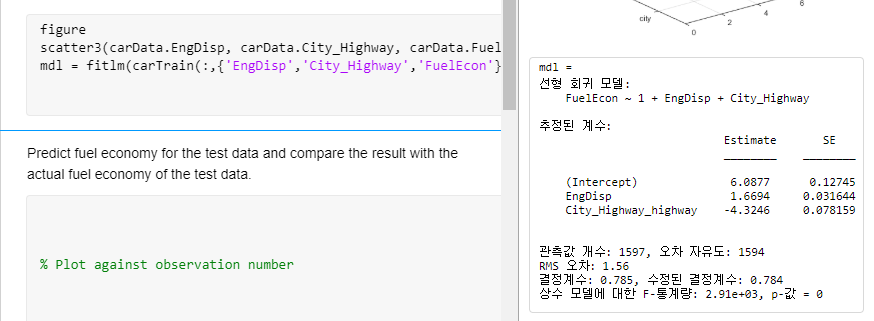 figure
scatter3(carData.EngDisp, carData.City_Highway, carData.Fuel
mdl = fitlm(carTrain(:,{'EngDisp','City_Highway','FuelEcon'}
Predict fuel economy for the test data and compare the result with the
actual fuel economy of the test data.
% Plot against observation number
city
0
2
4
6
mdl =
선형 회귀 모델:
FuelEcon ~ 1 + EngDisp + City_Highway
추정된 계수:
Estimate SE
(Intercept) 6.0877 0.12745
EngDisp 1.6694 0.031644
City_Highway_highway -4.3246 0.078159
관측값 개수: 1597, 오차 자유도: 1594
RMS 오차: 1.56
결정계수: 0.785, 수정된 결정계수: 0.784
상수 모델에 대한 F-통계량: 2.91e+03, p-값 = 0